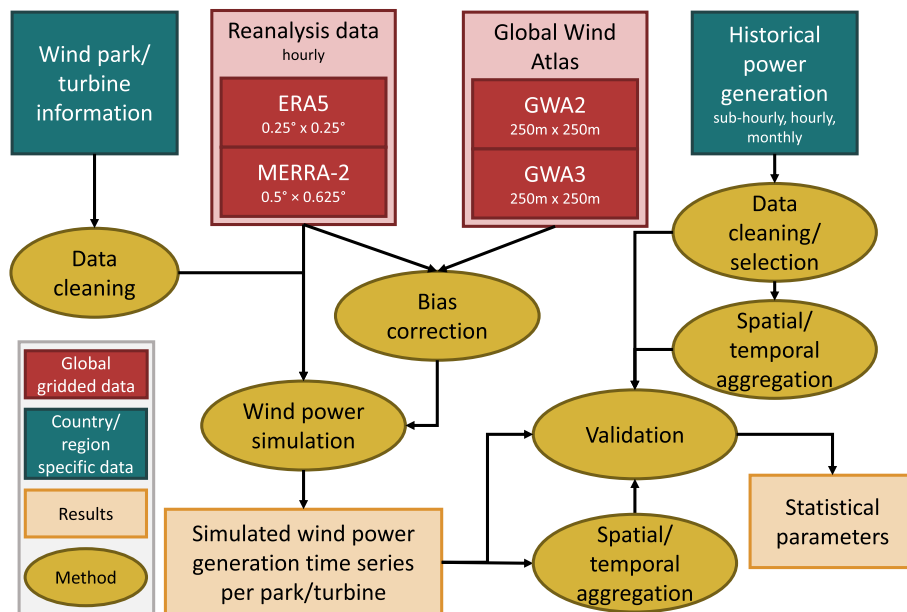 Wind park/
turbine
information
Reanalysis data
hourly
ERA5
0.25° x 0.25°
MERRA-2
0.5° × 0.625°
Global Wind
Atlas
GWA2
250m x 250m
GWA3
250m x 250m
Historical
power
generation
sub-hourly, hourly,
monthly
Data
cleaning
Bias
correction
Data
cleaning/
selection
Spatial/
temporal
aggregation
Global
gridded data
Country/
region
specific data
Results
Method
Wind power
simulation
Validation
Simulated wind power
generation time series
per park/turbine
Spatial/
temporal
aggregation
Statistical
parameters